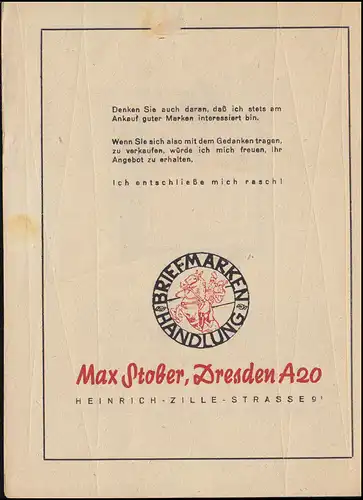 Denken Sie auch daran, daß ich stets am
Ankauf guter Marken interessiert bin.
Wenn Sie sich also mit dem Gedanken tragen,
zu verkaufen, würde ich mich freuen, Ihr
Angebot zu erhalten.
Ich entschließe mich rasch!
BRIEFMARKEN
HANDLUNG
Max Stober, Dresden A20
HEINRICH-ZILLE-STRASSE 9¹